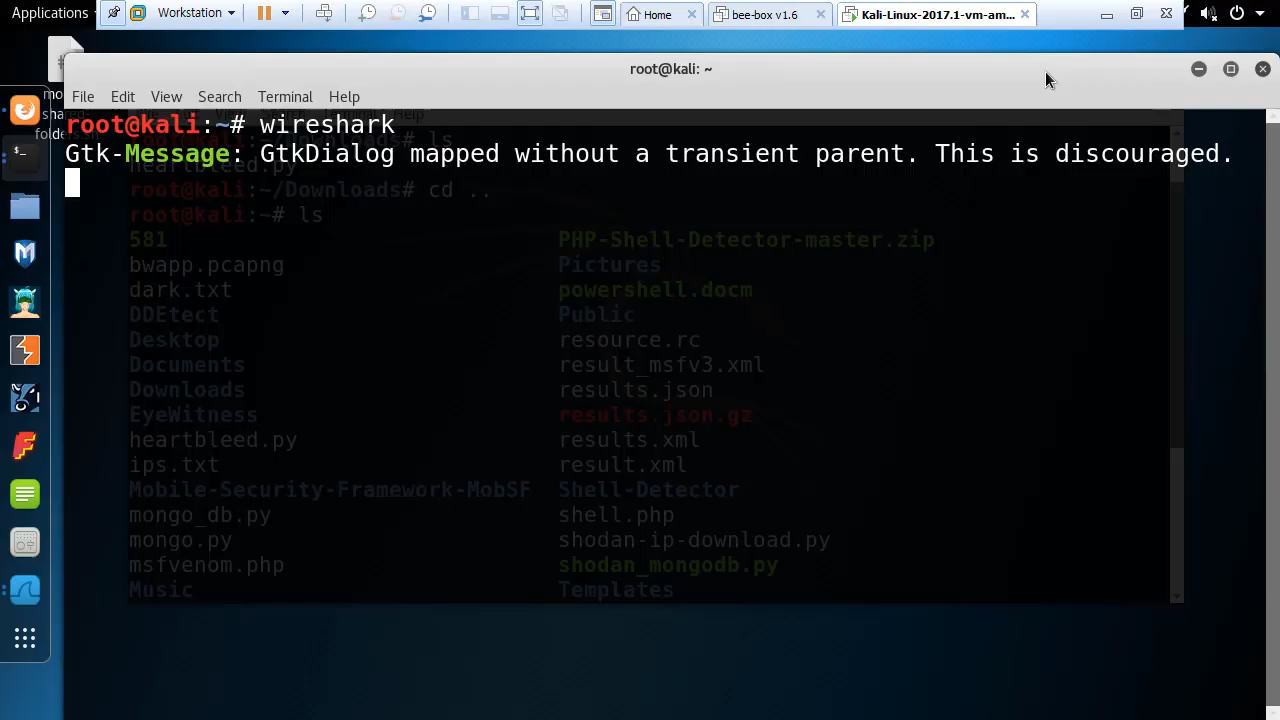 Applications
Workstation
Home
bee-box v1.6
Kali-Linux-2017.1-vm-am...
root@kali: ~
File Edit View Search Terminal Help
root@kali:~# wireshark
Gtk-Message: GtkDialog mapped without a transient parent. This is discouraged.
root@kali:~/Downloads# ls
heartbleed.py
root@kali:~/Downloads# cd ..
root@kali:~# ls
581 PHP-Shell-Detector-master.zip
bwapp.pcapng Pictures
dark.txt powershell.docm
DDEtect Public
Desktop resource.rc
Documents result_msfv3.xml
Downloads results.json
EyeWitness results.json.gz
heartbleed.py results.xml
ips.txt result.xml
Mobile-Security-Framework-MobSF Shell-Detector
mongo_db.py shell.php
mongo.py shodan-ip-download.py
msfvenom.php shodan_mongodb.py
Music Templates